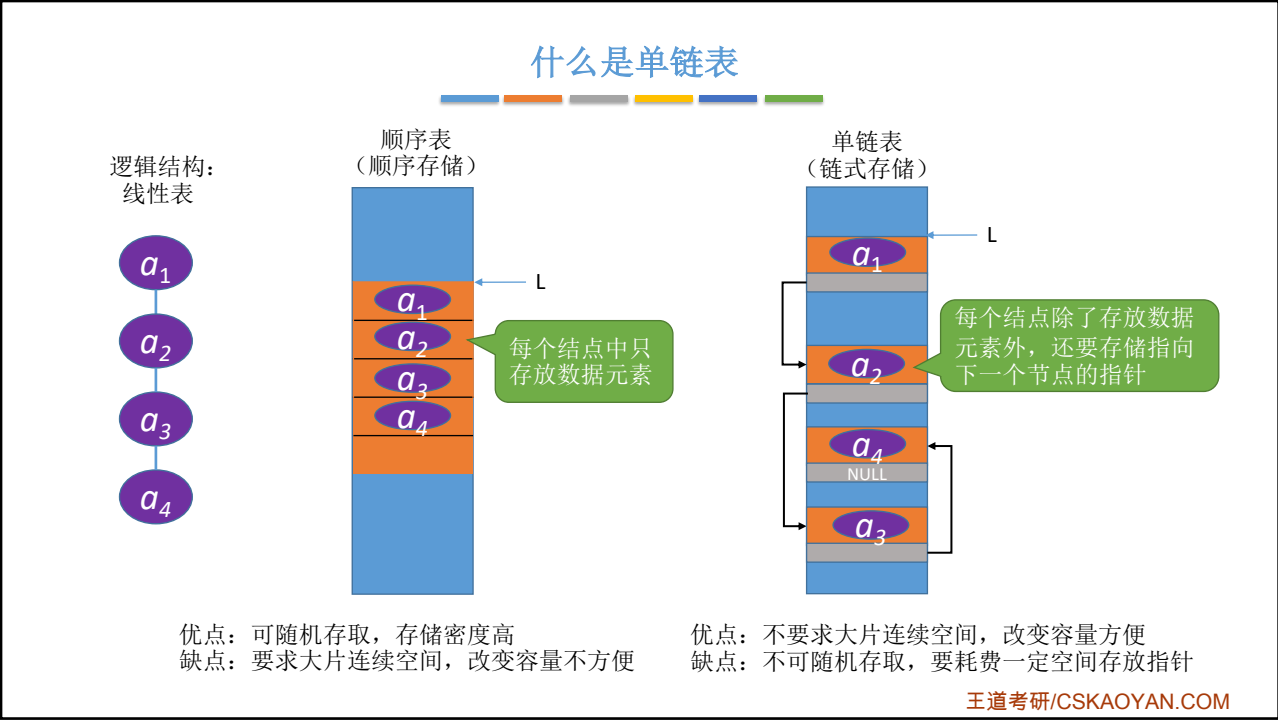 什么是单链表
逻辑结构：
线性表
a1
a2
a3
a4
顺序表
（顺序存储）
L
a1
a2
a3
a4
每个结点中只
存放数据元素
单链表
（链式存储）
L
a1
a2
a4
NULL
a3
每个结点除了存放数据
元素外，还要存储指向
下一个节点的指针
优点：可随机存取，存储密度高
缺点：要求大片连续空间，改变容量不方便
优点：不要求大片连续空间，改变容量方便
缺点：不可随机存取，要耗费一定空间存放指针
王道考研/CSKAOYAN.COM